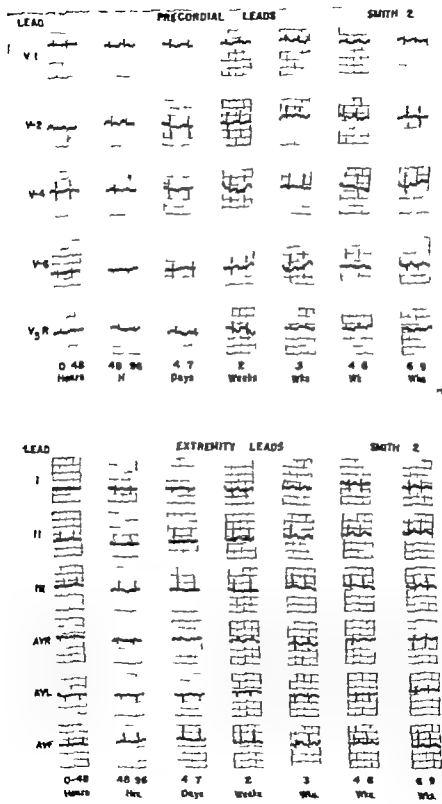 LEAD PRECORDIAL LEADS SMITH 2
V 1
V-2
V-4
V-6
V3R
0 48 48 96 4 7 2 3 4 6 6 9
Hours H Days Weeks Wks Wk Wks
LEAD EXTREMITY LEADS SMITH 2
I
II
III
AVR
AVL
AVF
0-48 48 96 4 7 2 3 4 6 6 9
Hours Hrs. Days Weeks Wks. Wks. Wks.